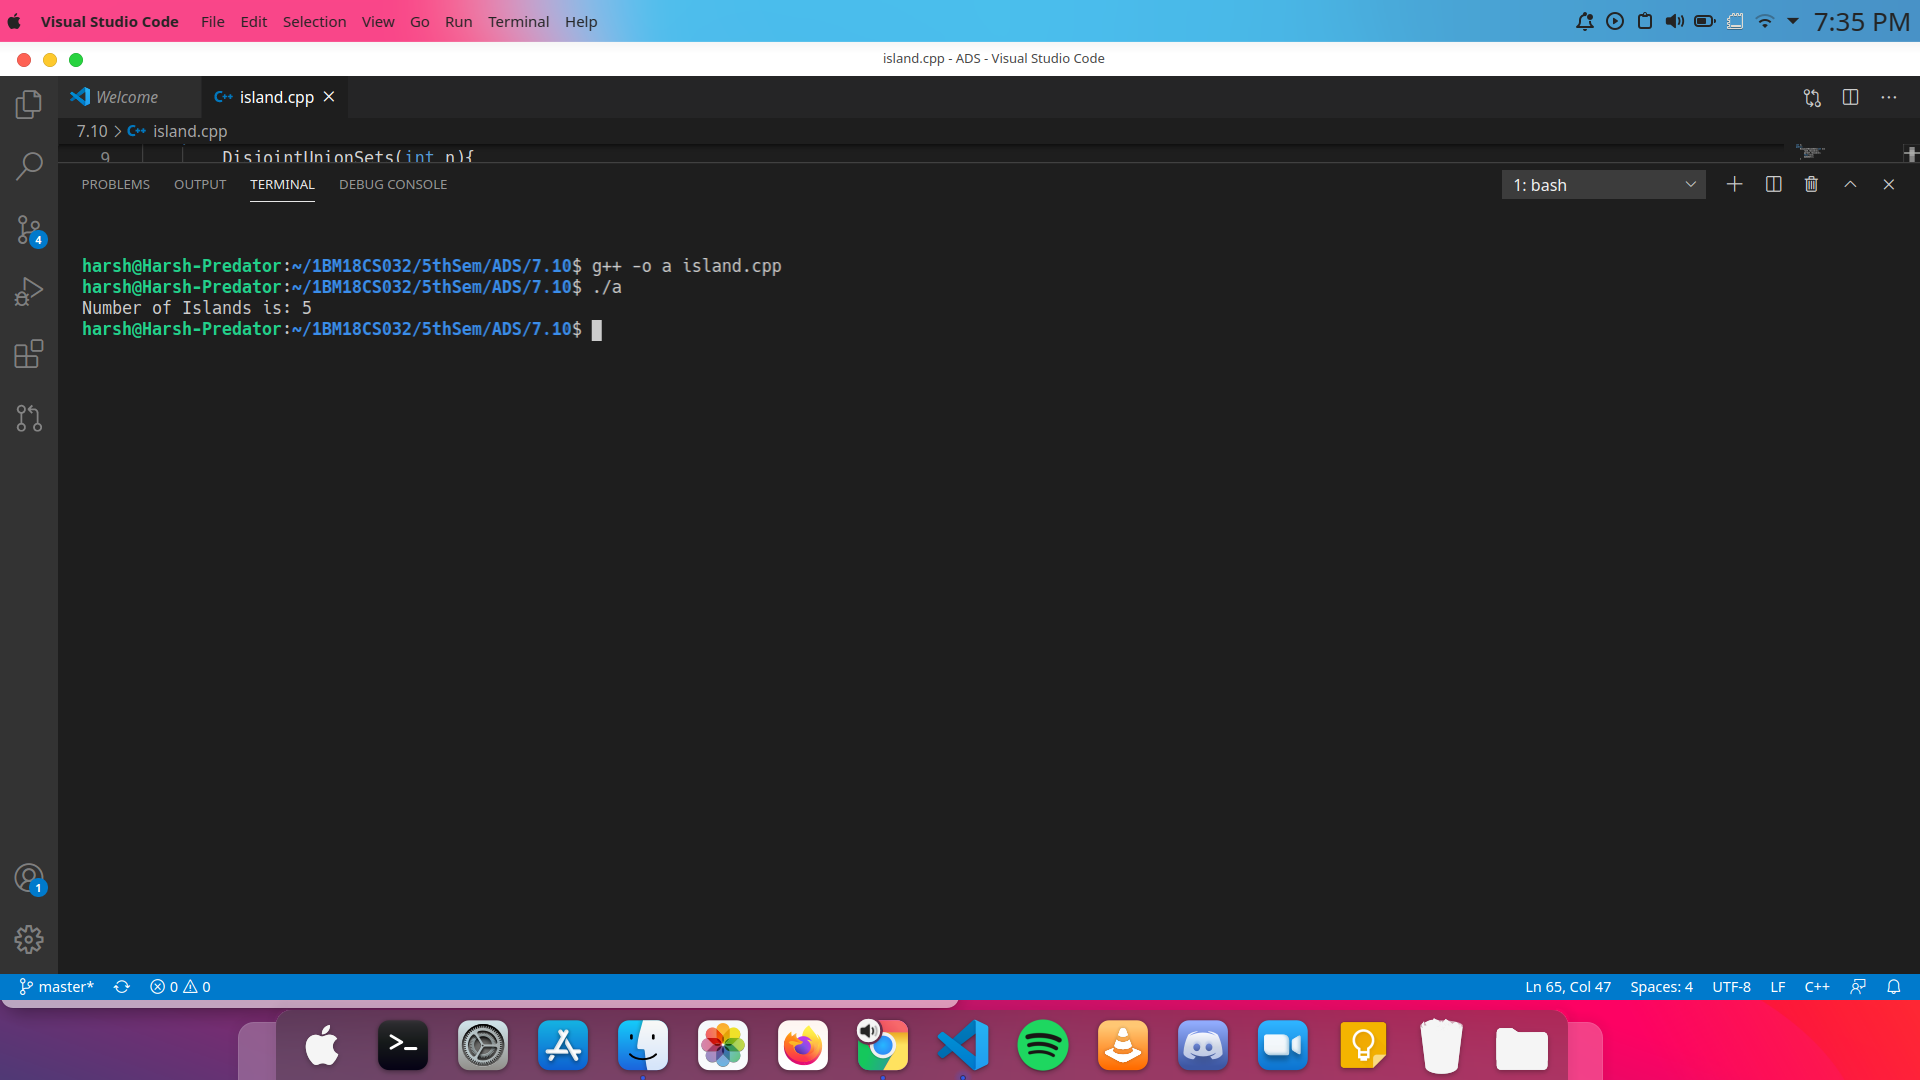 Visual Studio Code File Edit Selection View Go Run Terminal Help 7:35 PM
island.cpp - ADS - Visual Studio Code
Welcome C++ island.cpp
7.10 > C++ island.cpp
9 DisjointUnionSets(int n){
PROBLEMS OUTPUT TERMINAL DEBUG CONSOLE 1: bash
harsh@Harsh-Predator:~/1BM18CS032/5thSem/ADS/7.10$ g++ -o a island.cpp
harsh@Harsh-Predator:~/1BM18CS032/5thSem/ADS/7.10$ ./a
Number of Islands is: 5
harsh@Harsh-Predator:~/1BM18CS032/5thSem/ADS/7.10$
4
1
master* 0 0 Ln 65, Col 47 Spaces: 4 UTF-8 LF C++